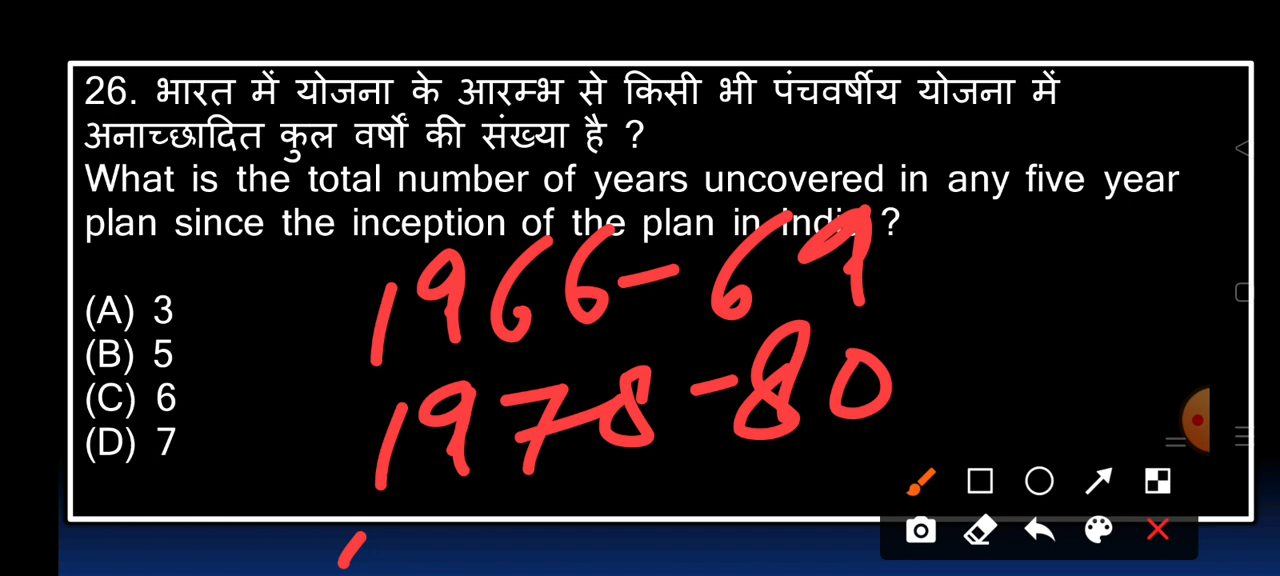 26. भारत में योजना के आरम्भ से किसी भी पंचवर्षीय योजना में
अनाच्छादित कुल वर्षों की संख्या है ?
What is the total number of years uncovered in any five year
plan since the inception of the plan in India ?
1966-69
(A) 3
(B) 5
1978-80
(C) 6
(D) 7